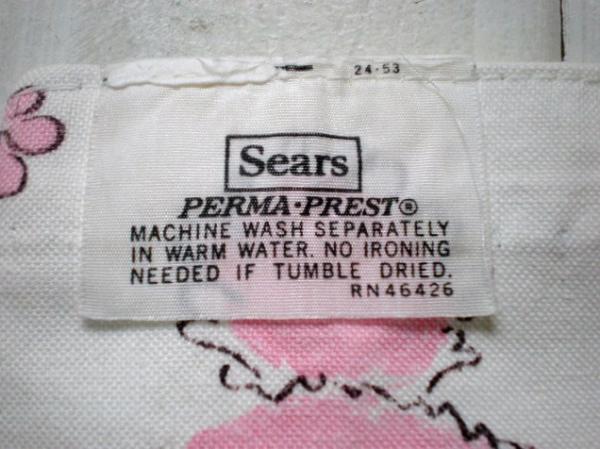 24-53
Sears
PERMA·PREST®
MACHINE WASH SEPARATELY
IN WARM WATER. NO IRONING
NEEDED IF TUMBLE DRIED.
RN46426